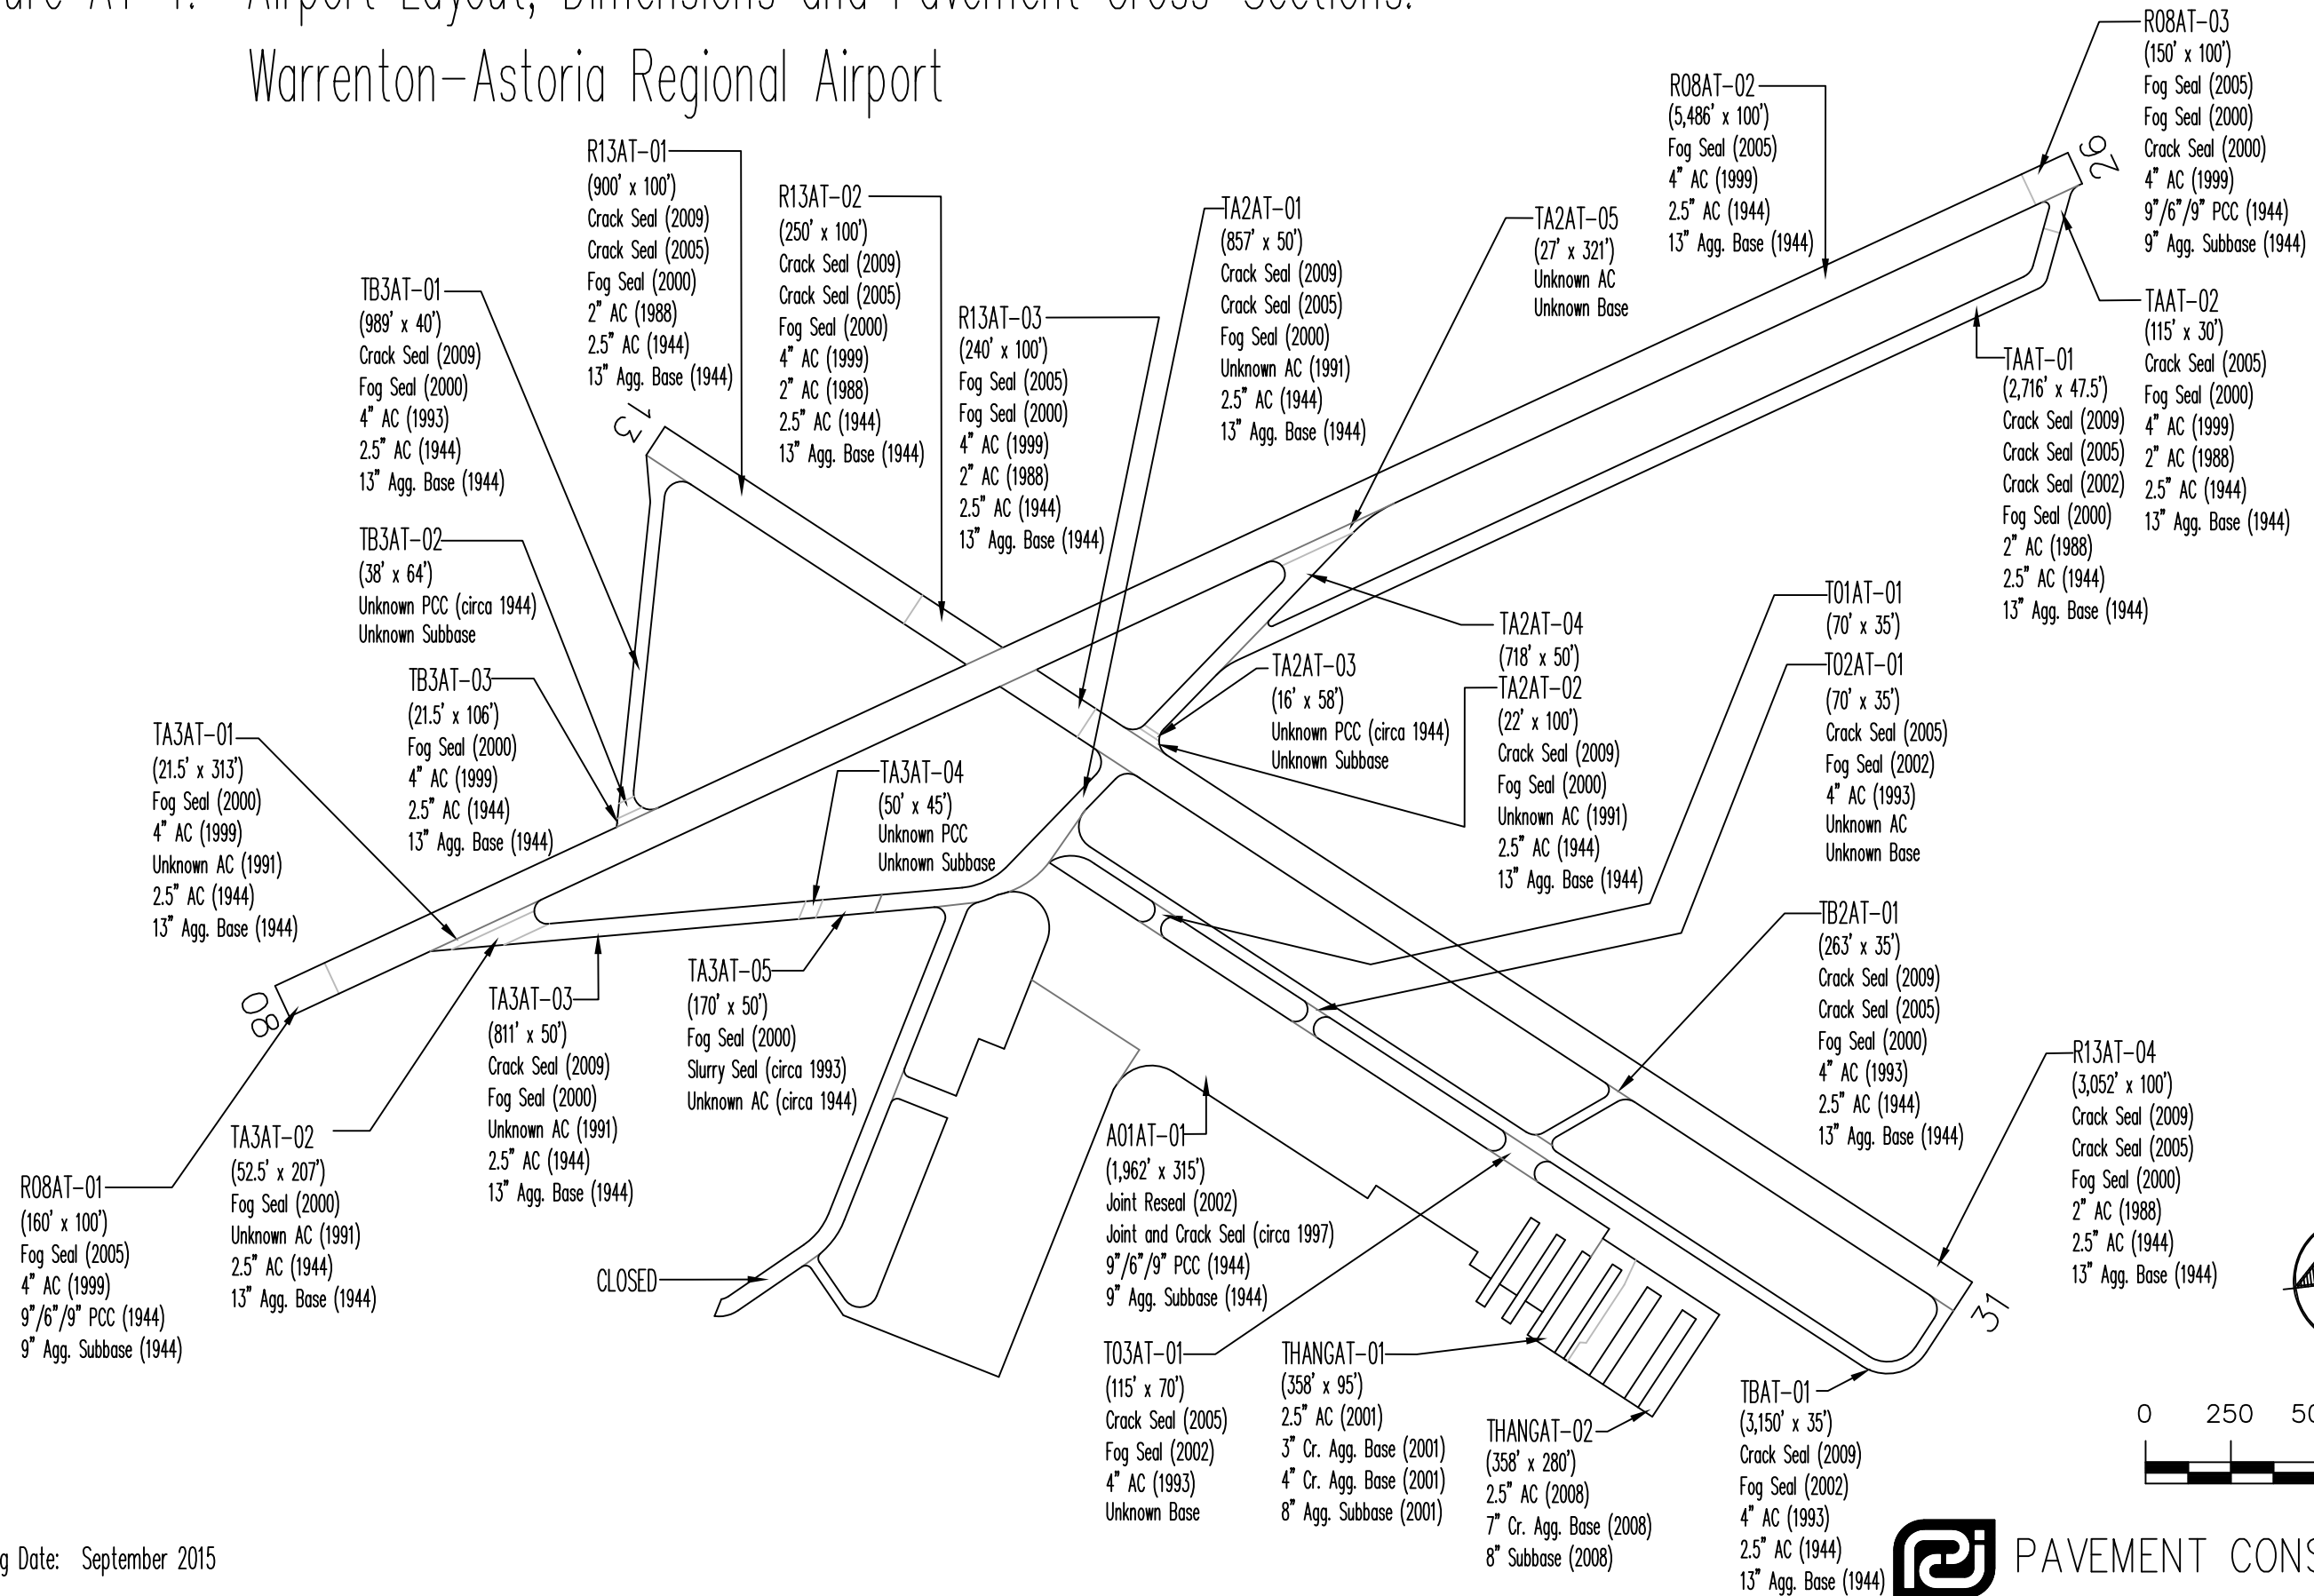 Airport Layout, Dimensions and Pavement Cross-Sections.
Warrenton-Astoria Regional Airport
R08AT-03
(150' x 100')
Fog Seal (2005)
Fog Seal (2000)
Crack Seal (2000)
4" AC (1999)
9"/6"/9" PCC (1944)
9" Agg. Subbase (1944)
R08AT-02
(5,486' x 100')
Fog Seal (2005)
4" AC (1999)
2.5" AC (1944)
13" Agg. Base (1944)
26
R13AT-01
(900' x 100')
Crack Seal (2009)
Crack Seal (2005)
Fog Seal (2000)
2" AC (1988)
2.5" AC (1944)
13" Agg. Base (1944)
R13AT-02
(250' x 100')
Crack Seal (2009)
Crack Seal (2005)
Fog Seal (2000)
4" AC (1999)
2" AC (1988)
2.5" AC (1944)
13" Agg. Base (1944)
TA2AT-01
(857' x 50')
Crack Seal (2009)
Crack Seal (2005)
Fog Seal (2000)
Unknown AC (1991)
2.5" AC (1944)
13" Agg. Base (1944)
TA2AT-05
(27' x 321')
Unknown AC
Unknown Base
TB3AT-01
(989' x 40')
Crack Seal (2009)
Fog Seal (2000)
4" AC (1993)
2.5" AC (1944)
13" Agg. Base (1944)
R13AT-03
(240' x 100')
Fog Seal (2005)
Fog Seal (2000)
4" AC (1999)
2" AC (1988)
2.5" AC (1944)
13" Agg. Base (1944)
TAAT-02
(115' x 30')
Crack Seal (2005)
Fog Seal (2000)
4" AC (1999)
2" AC (1988)
2.5" AC (1944)
13" Agg. Base (1944)
TAAT-01
(2,716' x 47.5')
Crack Seal (2009)
Crack Seal (2005)
Crack Seal (2002)
Fog Seal (2000)
2" AC (1988)
2.5" AC (1944)
13" Agg. Base (1944)
13
TB3AT-02
(38' x 64')
Unknown PCC (circa 1944)
Unknown Subbase
TB3AT-03
(21.5' x 106')
Fog Seal (2000)
4" AC (1999)
2.5" AC (1944)
13" Agg. Base (1944)
TA3AT-01
(21.5' x 313')
Fog Seal (2000)
4" AC (1999)
Unknown AC (1991)
2.5" AC (1944)
13" Agg. Base (1944)
TA3AT-04
(50' x 45')
Unknown PCC
Unknown Subbase
TA2AT-03
(16' x 58')
Unknown PCC (circa 1944)
Unknown Subbase
TA2AT-04
(718' x 50')
TA2AT-02
(22' x 100')
Crack Seal (2009)
Fog Seal (2000)
Unknown AC (1991)
2.5" AC (1944)
13" Agg. Base (1944)
T01AT-01
(70' x 35')
T02AT-01
(70' x 35')
Crack Seal (2005)
Fog Seal (2002)
4" AC (1993)
Unknown AC
Unknown Base
TB2AT-01
(263' x 35')
Crack Seal (2009)
Crack Seal (2005)
Fog Seal (2000)
4" AC (1993)
2.5" AC (1944)
13" Agg. Base (1944)
R13AT-04
(3,052' x 100')
Crack Seal (2009)
Crack Seal (2005)
Fog Seal (2000)
2" AC (1988)
2.5" AC (1944)
13" Agg. Base (1944)
08
TA3AT-03
(811' x 50')
Crack Seal (2009)
Fog Seal (2000)
Unknown AC (1991)
2.5" AC (1944)
13" Agg. Base (1944)
TA3AT-05
(170' x 50')
Fog Seal (2000)
Slurry Seal (circa 1993)
Unknown AC (circa 1944)
R08AT-01
(160' x 100')
Fog Seal (2005)
4" AC (1999)
9"/6"/9" PCC (1944)
9" Agg. Subbase (1944)
TA3AT-02
(52.5' x 207')
Fog Seal (2000)
Unknown AC (1991)
2.5" AC (1944)
13" Agg. Base (1944)
CLOSED
A01AT-01
(1,962' x 315')
Joint Reseal (2002)
Joint and Crack Seal (circa 1997)
9"/6"/9" PCC (1944)
9" Agg. Subbase (1944)
31
T03AT-01
(115' x 70')
Crack Seal (2005)
Fog Seal (2002)
4" AC (1993)
Unknown Base
THANGAT-01
(358' x 95')
2.5" AC (2001)
3" Cr. Agg. Base (2001)
4" Cr. Agg. Base (2001)
8" Agg. Subbase (2001)
THANGAT-02
(358' x 280')
2.5" AC (2008)
7" Cr. Agg. Base (2008)
8" Subbase (2008)
TBAT-01
(3,150' x 35')
Crack Seal (2009)
Fog Seal (2002)
4" AC (1993)
2.5" AC (1944)
13" Agg. Base (1944)
0 250
g Date: September 2015
PAVEMENT CONS